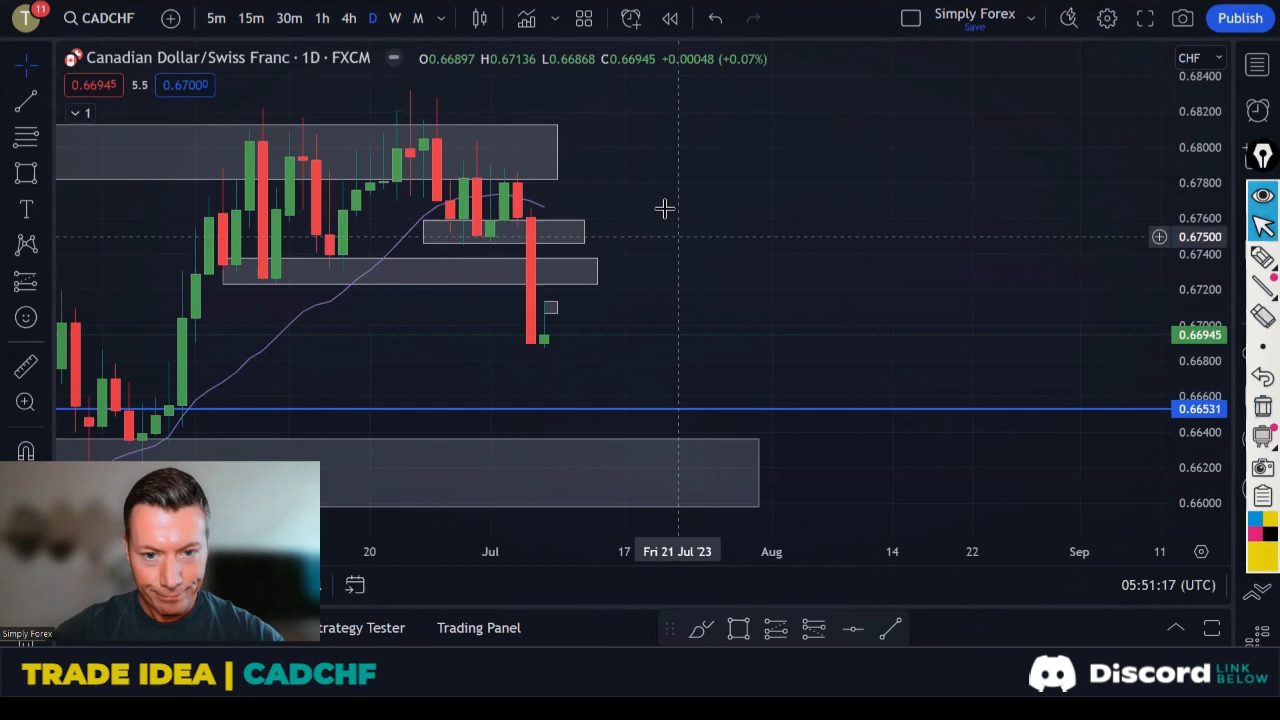 T
11
CADCHF
5m 15m 30m 1h 4h D W M
Simply Forex
Save
Publish
Canadian Dollar/Swiss Franc · 1D · FXCM
O0.66897 H0.67136 L0.66868 C0.66945 +0.00048 (+0.07%)
CHF
0.66945 5.5 0.67000
1
0.68400
0.68200
0.68000
0.67800
0.67600
0.67500
0.67400
0.67200
0.67000
0.66945
0.66800
0.66600
0.66531
0.66400
0.66200
0.66000
20 Jul 17 Fri 21 Jul '23 Aug 14 22 Sep 11
05:51:17 (UTC)
Simply Forex
trategy Tester Trading Panel
TRADE IDEA | CADCHF
Discord LINK
BELOW